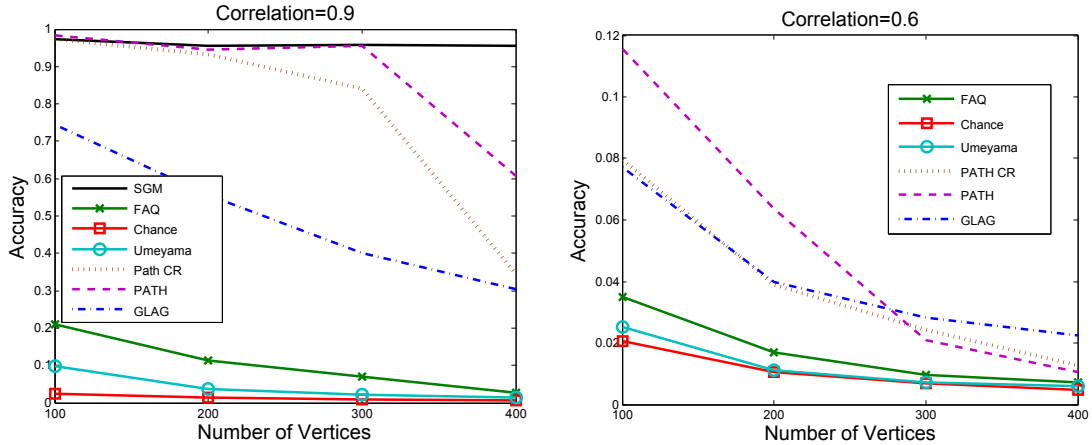 Correlation=0.9
Accuracy
1
0.9
0.8
0.7
0.6
0.5
0.4
0.3
0.2
0.1
0
SGM
FAQ
Chance
Umeyama
Path CR
PATH
GLAG
100
200
300
400
Number of Vertices
Correlation=0.6
Accuracy
0.12
0.1
0.08
0.06
0.04
0.02
0
FAQ
Chance
Umeyama
PATH CR
PATH
GLAG
100
200
300
400
Number of Vertices